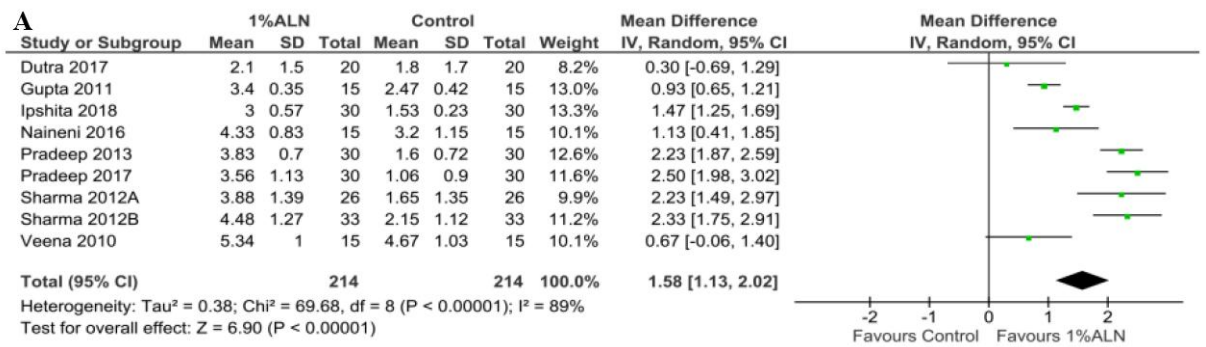 A
1%ALN Control Mean Difference Mean Difference
Study or Subgroup Mean SD Total Mean SD Total Weight IV, Random, 95% CI IV, Random, 95% CI
Dutra 2017 2.1 1.5 20 1.8 1.7 20 8.2% 0.30 [-0.69, 1.29]
Gupta 2011 3.4 0.35 15 2.47 0.42 15 13.0% 0.93 [0.65, 1.21]
Ipshita 2018 3 0.57 30 1.53 0.23 30 13.3% 1.47 [1.25, 1.69]
Naineni 2016 4.33 0.83 15 3.2 1.15 15 10.1% 1.13 [0.41, 1.85]
Pradeep 2013 3.83 0.7 30 1.6 0.72 30 12.6% 2.23 [1.87, 2.59]
Pradeep 2017 3.56 1.13 30 1.06 0.9 30 11.6% 2.50 [1.98, 3.02]
Sharma 2012A 3.88 1.39 26 1.65 1.35 26 9.9% 2.23 [1.49, 2.97]
Sharma 2012B 4.48 1.27 33 2.15 1.12 33 11.2% 2.33 [1.75, 2.91]
Veena 2010 5.34 1 15 4.67 1.03 15 10.1% 0.67 [-0.06, 1.40]
Total (95% CI) 214 214 100.0% 1.58 [1.13, 2.02]
Heterogeneity: Tau² = 0.38; Chi² = 69.68, df = 8 (P < 0.00001); I² = 89%
Test for overall effect: Z = 6.90 (P < 0.00001)
-2 -1 0 1 2
Favours Control Favours 1%ALN